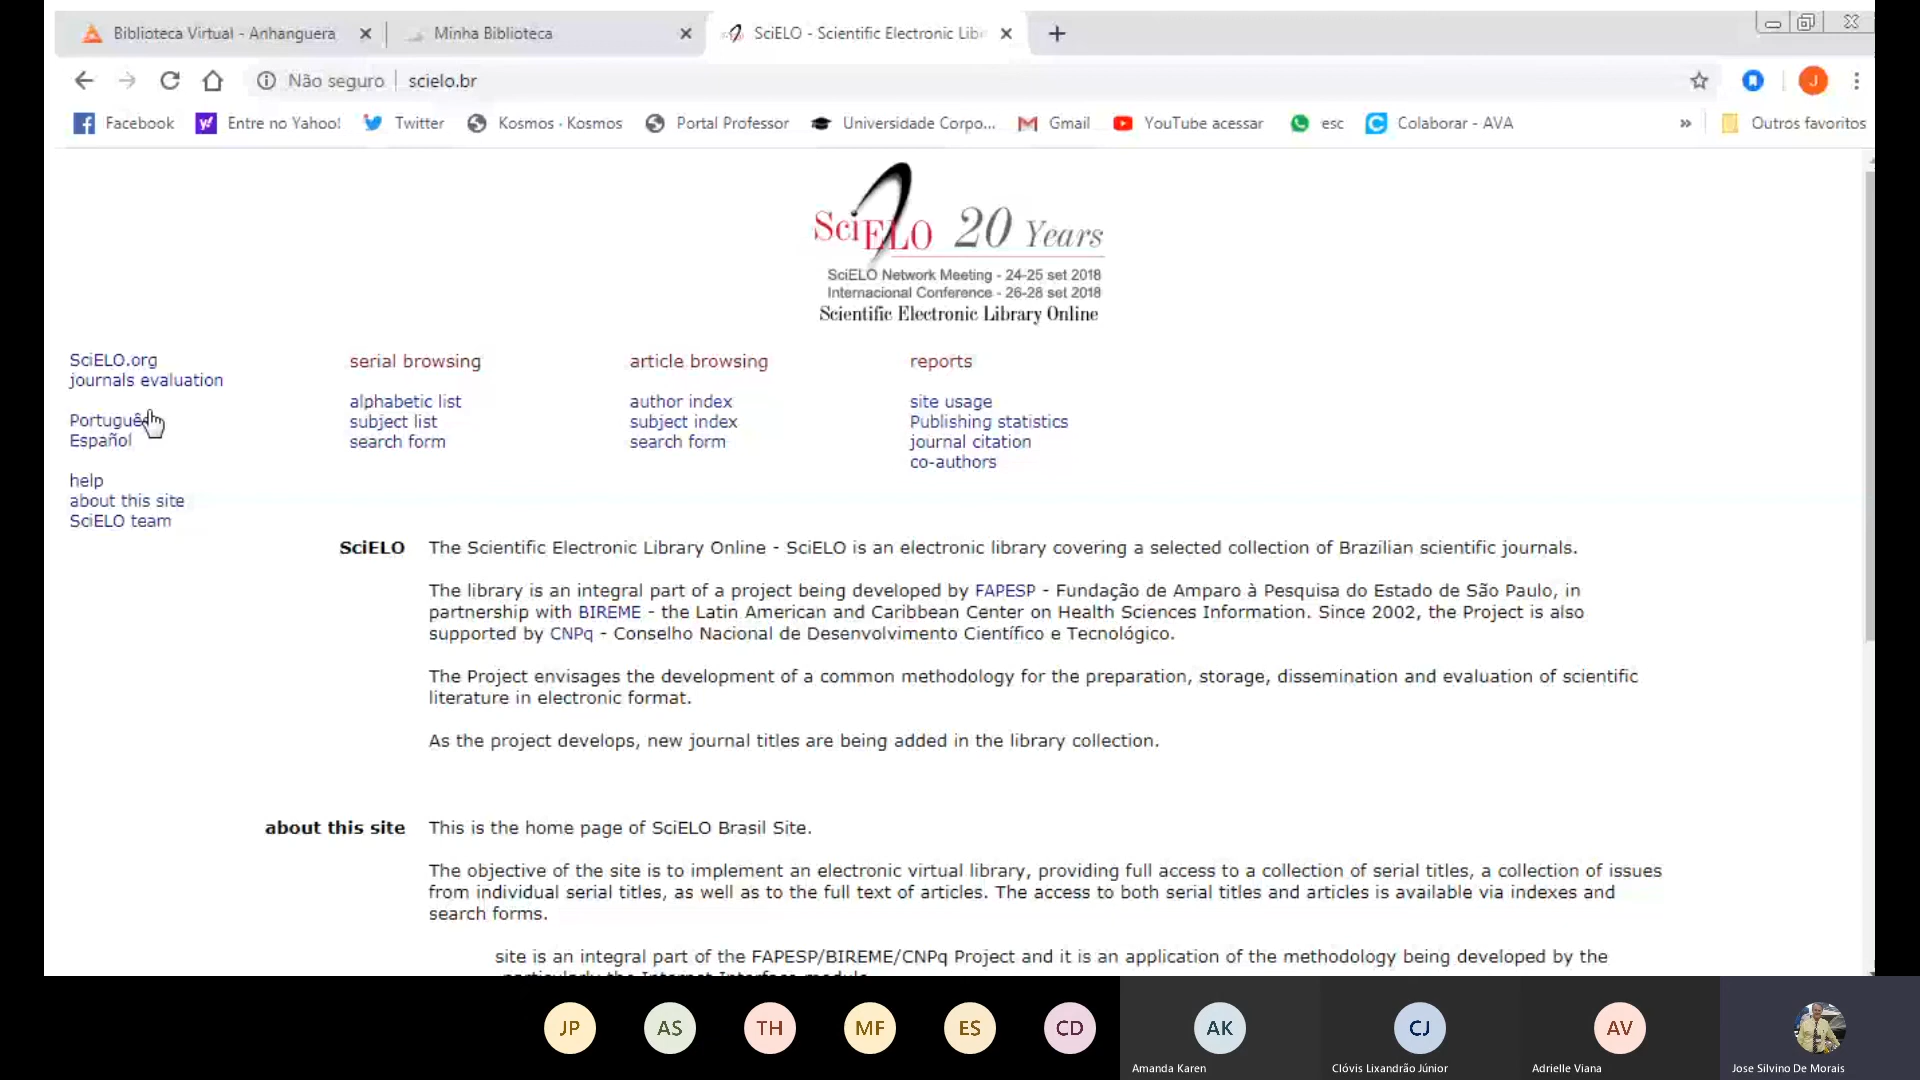 Biblioteca Virtual - Anhanguera
Minha Biblioteca
SciELO - Scientific Electronic Lib
Não seguro
scielo.br
J
Facebook
Entre no Yahoo!
Twitter
Kosmos · Kosmos
Portal Professor
Universidade Corpo...
Gmail
YouTube acessar
esc
Colaborar - AVA
»
Outros favoritos
SciELO 20 Years
SciELO Network Meeting - 24-25 set 2018
Internacional Conference - 26-28 set 2018
Scientific Electronic Library Online
SciELO.org
journals evaluation
Portuguê
Español
help
about this site
SciELO team
serial browsing
alphabetic list
subject list
search form
article browsing
author index
subject index
search form
reports
site usage
Publishing statistics
journal citation
co-authors
SciELO
The Scientific Electronic Library Online - SciELO is an electronic library covering a selected collection of Brazilian scientific journals.
The library is an integral part of a project being developed by FAPESP - Fundação de Amparo à Pesquisa do Estado de São Paulo, in
partnership with BIREME - the Latin American and Caribbean Center on Health Sciences Information. Since 2002, the Project is also
supported by CNPq - Conselho Nacional de Desenvolvimento Científico e Tecnológico.
The Project envisages the development of a common methodology for the preparation, storage, dissemination and evaluation of scientific
literature in electronic format.
As the project develops, new journal titles are being added in the library collection.
about this site
This is the home page of SciELO Brasil Site.
The objective of the site is to implement an electronic virtual library, providing full access to a collection of serial titles, a collection of issues
from individual serial titles, as well as to the full text of articles. The access to both serial titles and articles is available via indexes and
search forms.
site is an integral part of the FAPESP/BIREME/CNPq Project and it is an application of the methodology being developed by the
JP
AS
TH
MF
ES
CD
AK
CJ
AV
Amanda Karen
Clóvis Lixandrão Júnior
Adrielle Viana
Jose Silvino De Morais